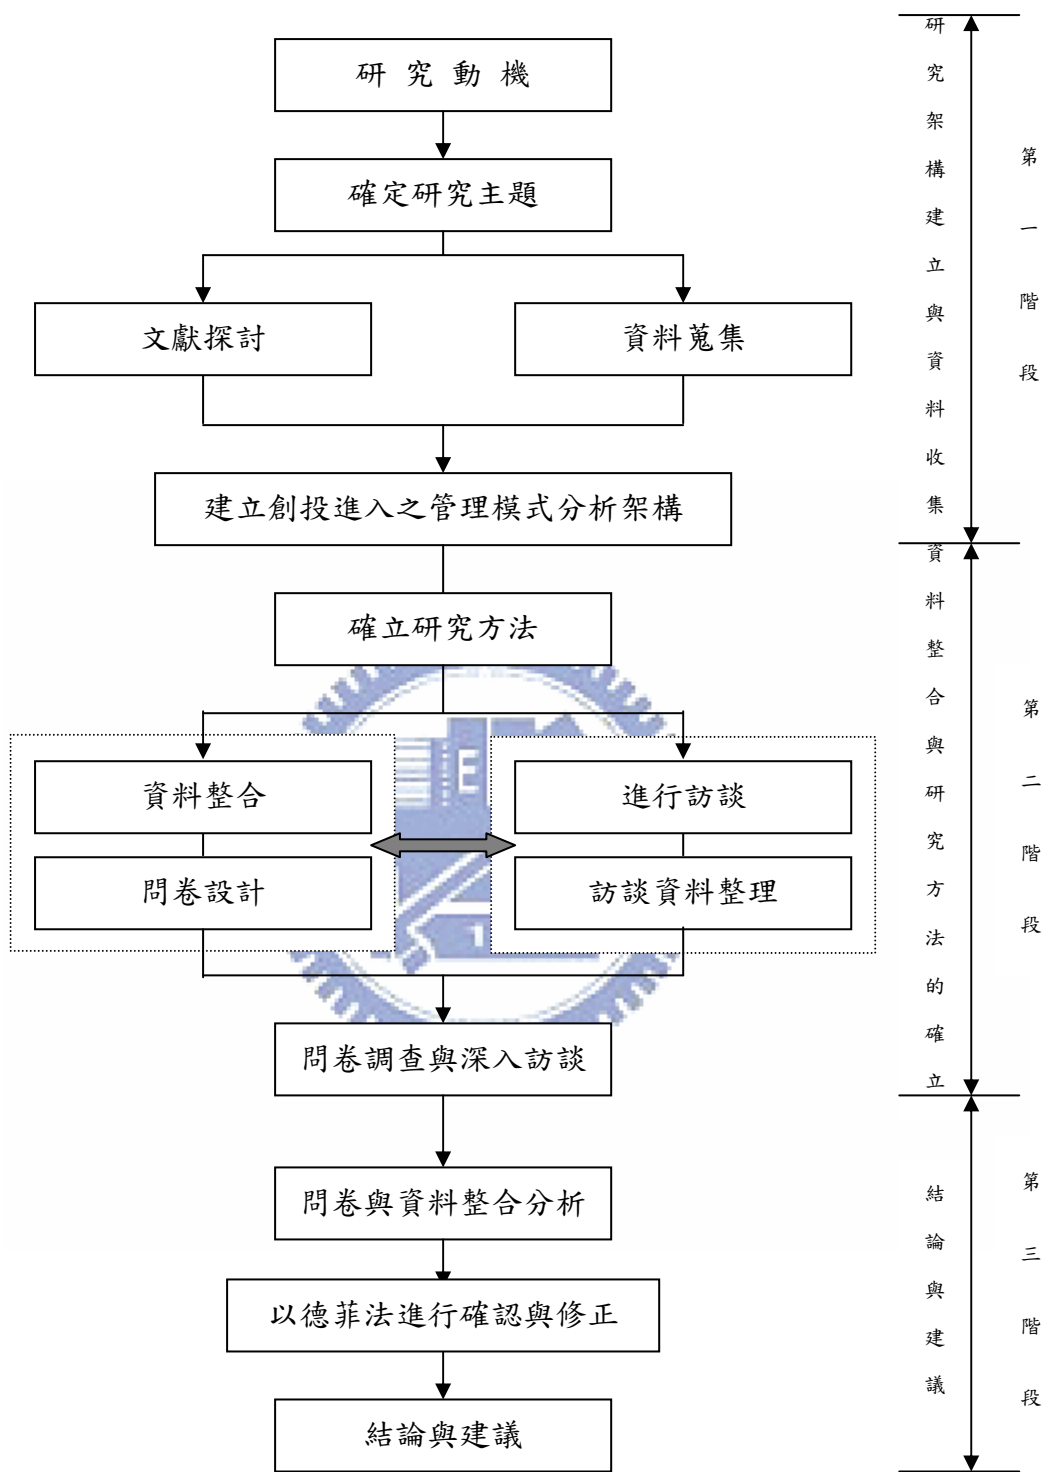 研 究 動 機
確定研究主題
文獻探討
資料蒐集
建立創投進入之管理模式分析架構
確立研究方法
資料整合
進行訪談
問卷設計
訪談資料整理
問卷調查與深入訪談
問卷與資料整合分析
以德菲法進行確認與修正
結論與建議
研究架構建立與資料收集
第一階段
資料整合與研究方法的確立
第二階段
結論與建議
第三階段